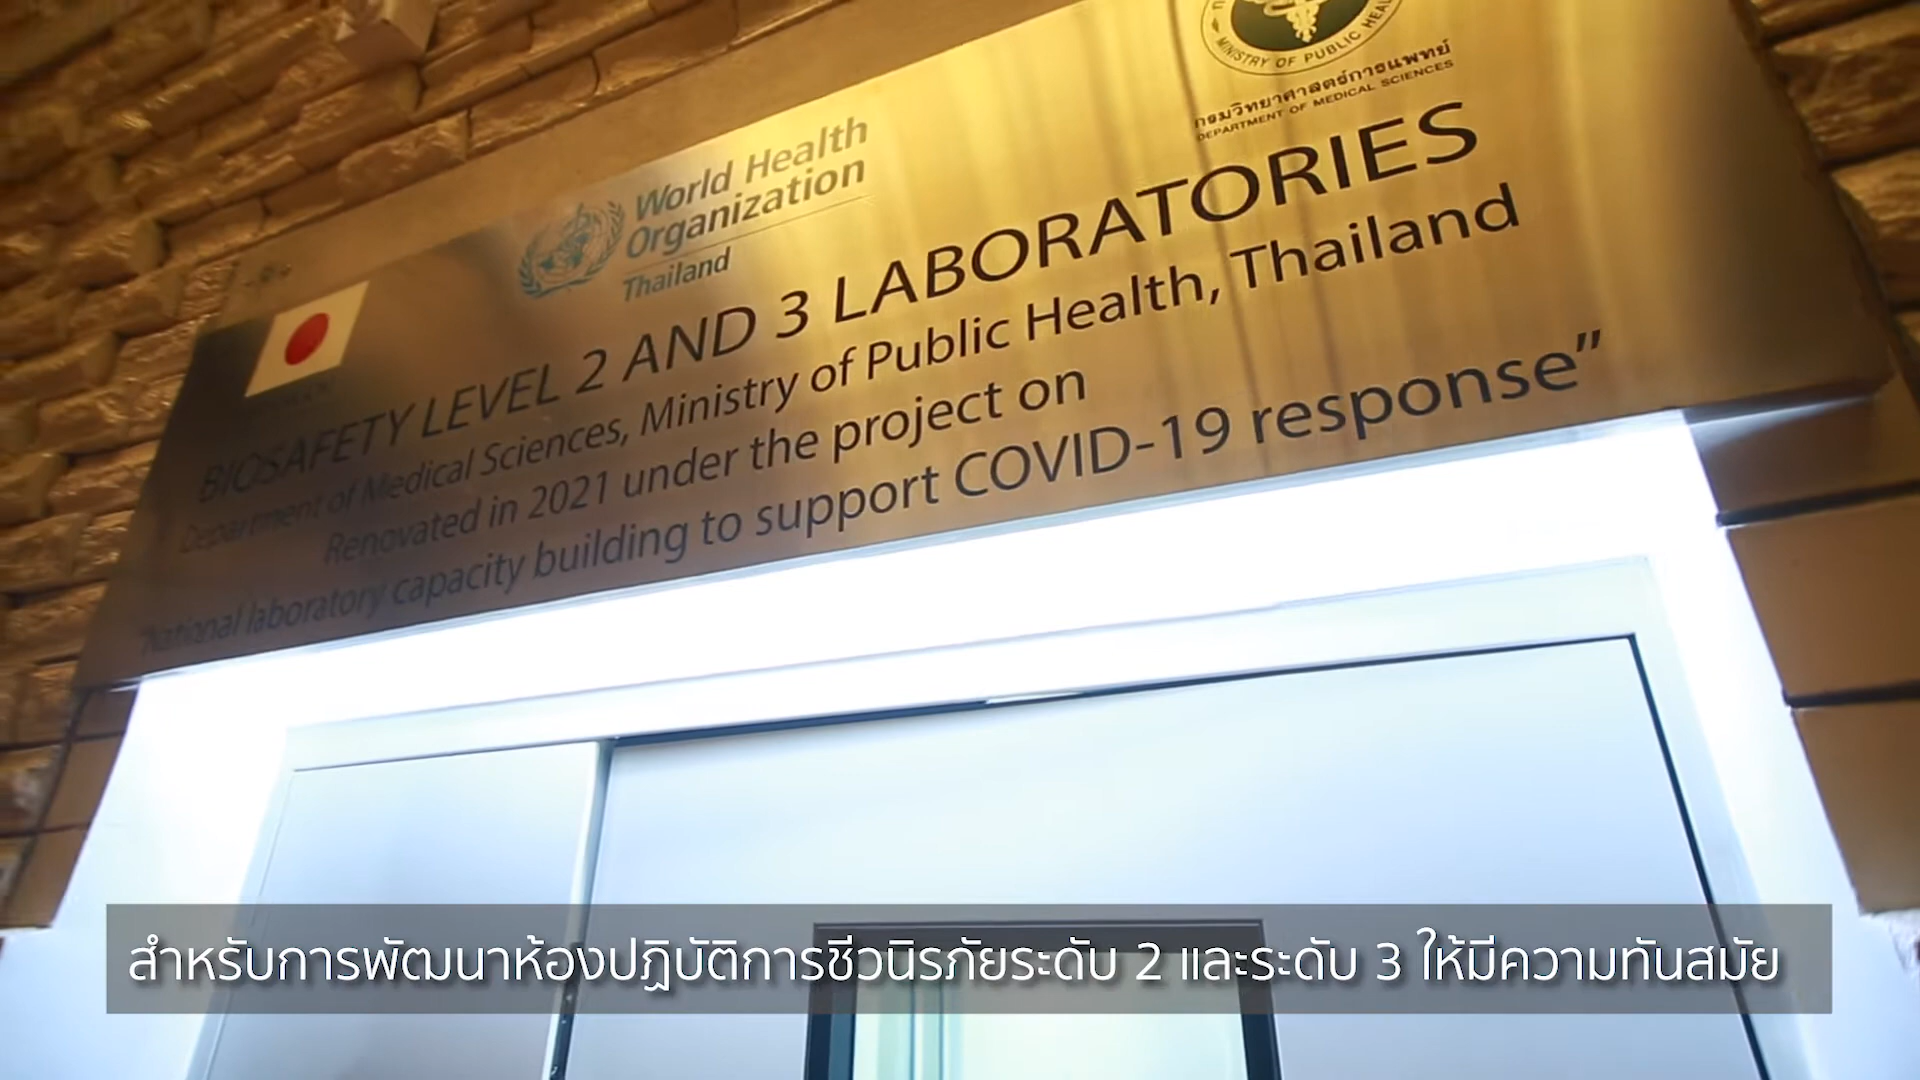 MINISTRY OF PUBLIC HEALTH
กรมวิทยาศาสตร์การแพทย์
DEPARTMENT OF MEDICAL SCIENCES
World Health
Organization
Thailand
BIOSAFETY LEVEL 2 AND 3 LABORATORIES
Department of Medical Sciences, Ministry of Public Health, Thailand
Renovated in 2021 under the project on
"National laboratory capacity building to support COVID-19 response”
สำหรับการพัฒนาห้องปฏิบัติการชีวนิรภัยระดับ 2 และระดับ 3 ให้มีความทันสมัย